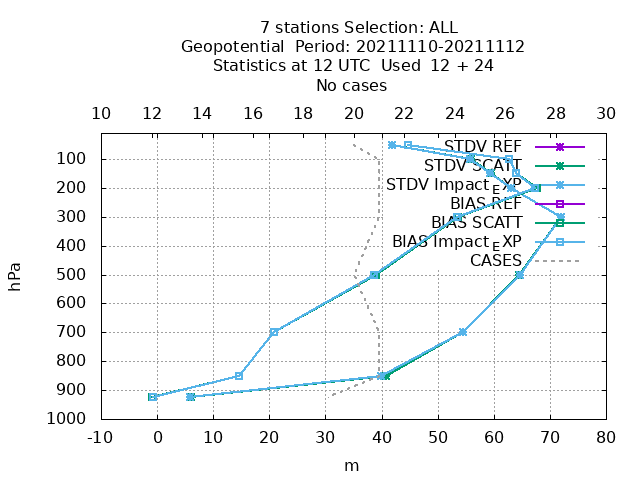 7 stations Selection: ALL
Geopotential  Period: 20211110-20211112
Statistics at 12 UTC  Used  12 + 24
No cases
10 12 14 16 18 20 22 24 26 28 30
STDV REF
STDV SCATT
STDV Impact_EXP
BIAS REF
BIAS SCATT
BIAS Impact_EXP
CASES
100
200
300
400
500
600
700
800
900
1000
hPa
-10 0 10 20 30 40 50 60 70 80
m